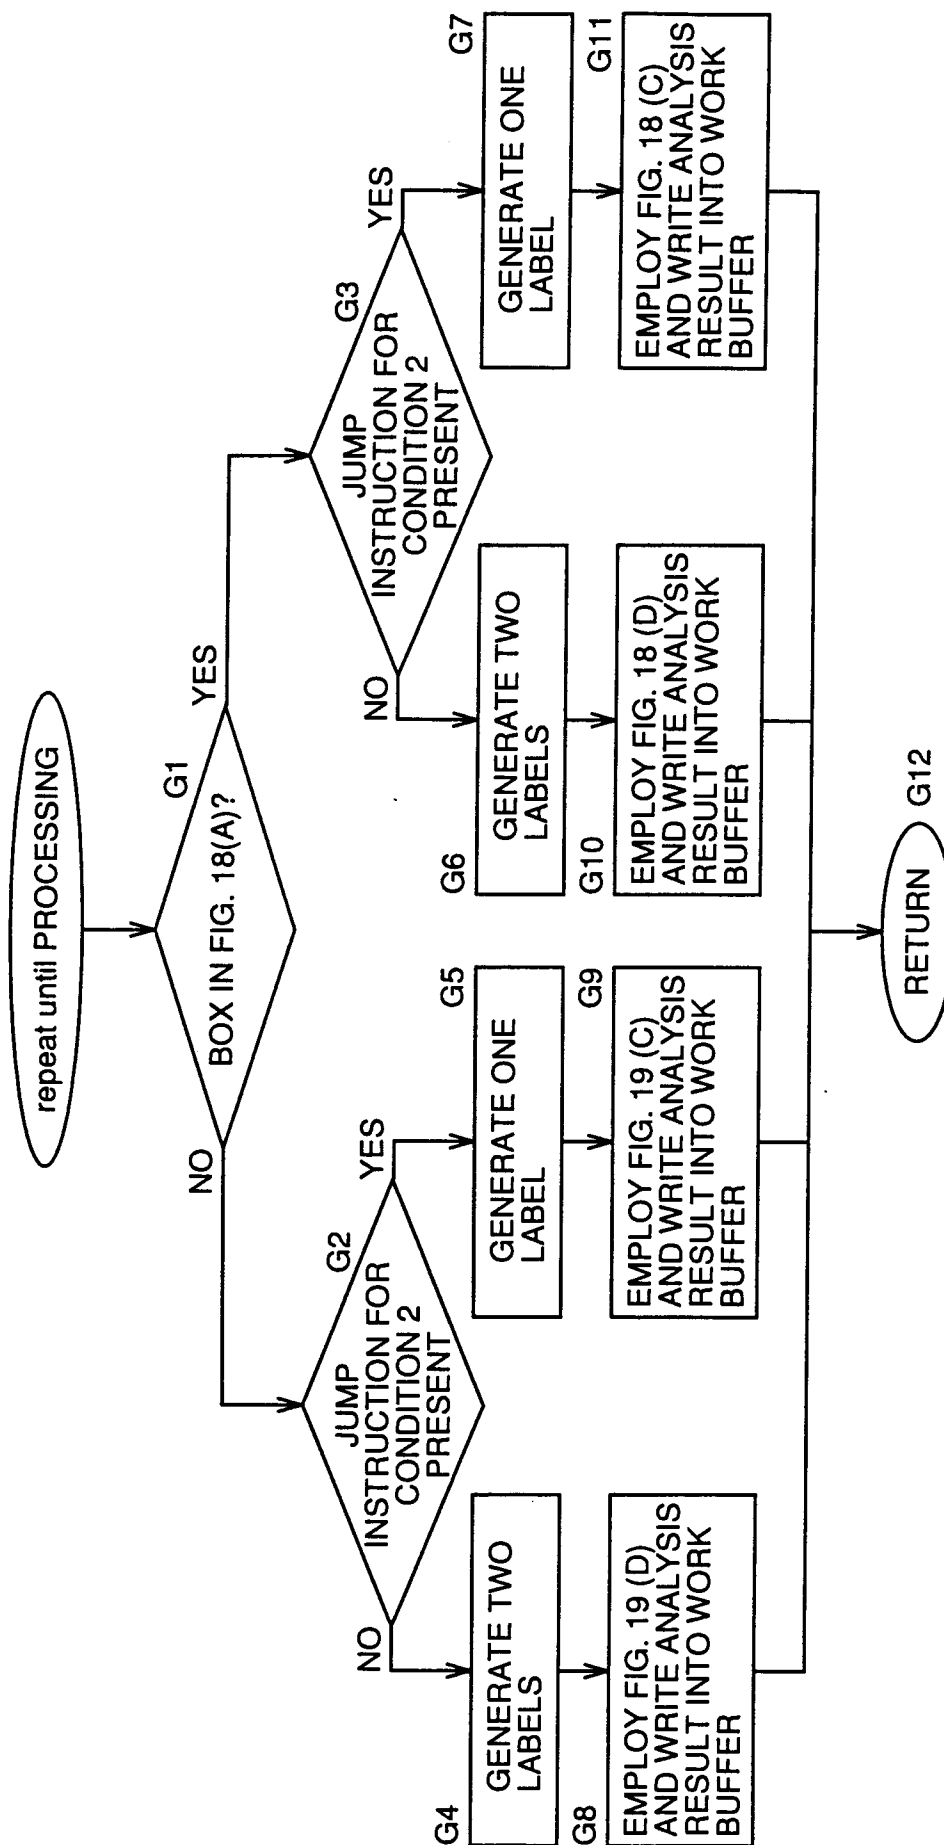 repeat until PROCESSING
G1
BOX IN FIG. 18(A)?
NO
YES
G2
JUMP
INSTRUCTION FOR
CONDITION 2
PRESENT
NO
YES
G3
JUMP
INSTRUCTION FOR
CONDITION 2
PRESENT
NO
YES
G4
GENERATE TWO
LABELS
G5
GENERATE ONE
LABEL
G6
GENERATE TWO
LABELS
G7
GENERATE ONE
LABEL
G8
EMPLOY FIG. 19 (D)
AND WRITE ANALYSIS
RESULT INTO WORK
BUFFER
G9
EMPLOY FIG. 19 (C)
AND WRITE ANALYSIS
RESULT INTO WORK
BUFFER
G10
EMPLOY FIG. 18 (D)
AND WRITE ANALYSIS
RESULT INTO WORK
BUFFER
G11
EMPLOY FIG. 18 (C)
AND WRITE ANALYSIS
RESULT INTO WORK
BUFFER
RETURN G12